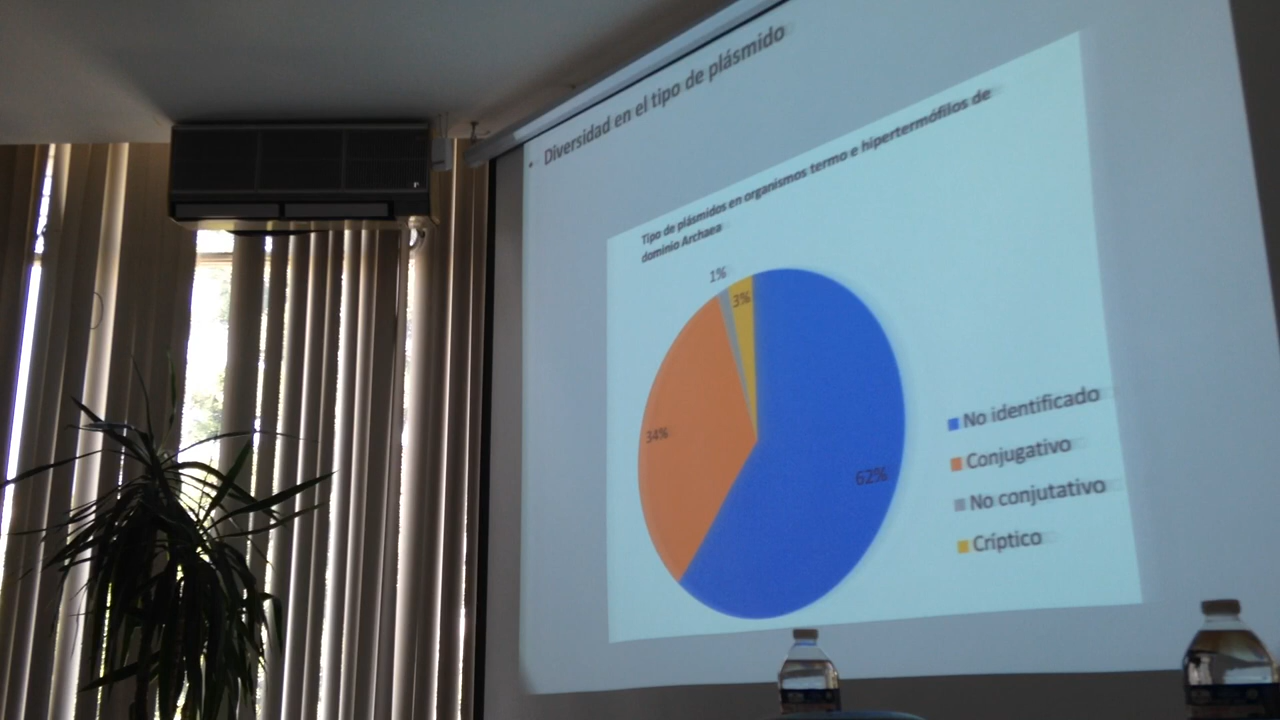 • Diversidad en el tipo de plásmido
Tipo de plásmidos en organismos termo e hipertermófilos de
dominio Archaea
1%
3%
34%
62%
No identificado
Conjugativo
No conjutativo
Críptico